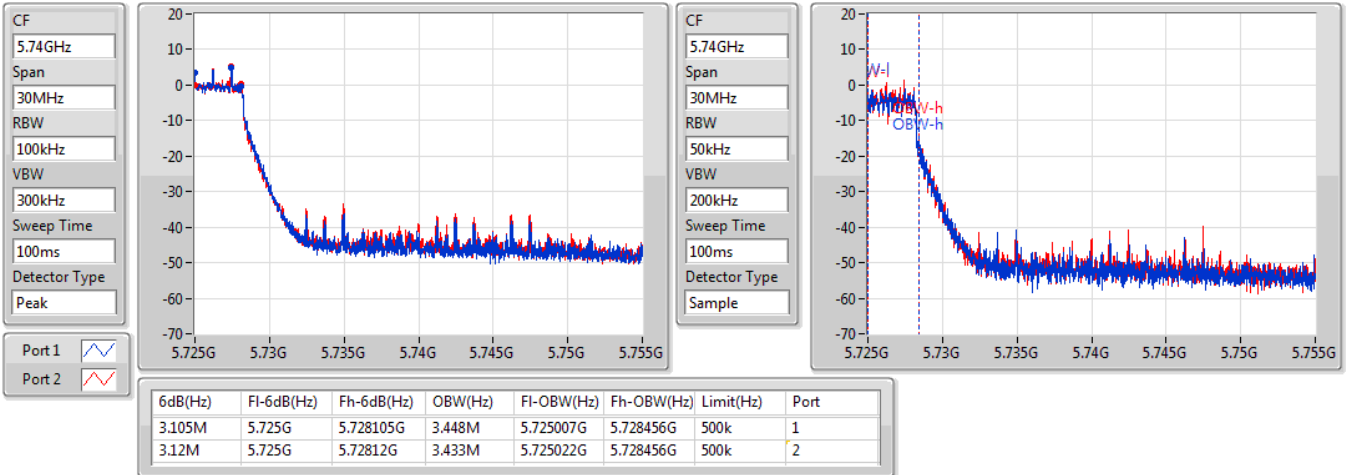 CF
5.74GHz
Span
30MHz
RBW
100kHz
VBW
300kHz
Sweep Time
100ms
Detector Type
Peak
20
10
0
-10
-20
-30
-40
-50
-60
-70
5.725G 5.73G 5.735G 5.74G 5.745G 5.75G 5.755G
CF
5.74GHz
Span
30MHz
RBW
50kHz
VBW
200kHz
Sweep Time
100ms
Detector Type
Sample
20
10
0
-10
-20
-30
-40
-50
-60
-70
W-l
OBW-h
OBW-h
5.725G 5.73G 5.735G 5.74G 5.745G 5.75G 5.755G
Port 1
Port 2
6dB(Hz) Fl-6dB(Hz) Fh-6dB(Hz) OBW(Hz) Fl-OBW(Hz) Fh-OBW(Hz) Limit(Hz) Port
3.105M 5.725G 5.728105G 3.448M 5.725007G 5.728456G 500k 1
3.12M 5.725G 5.72812G 3.433M 5.725022G 5.728456G 500k 2